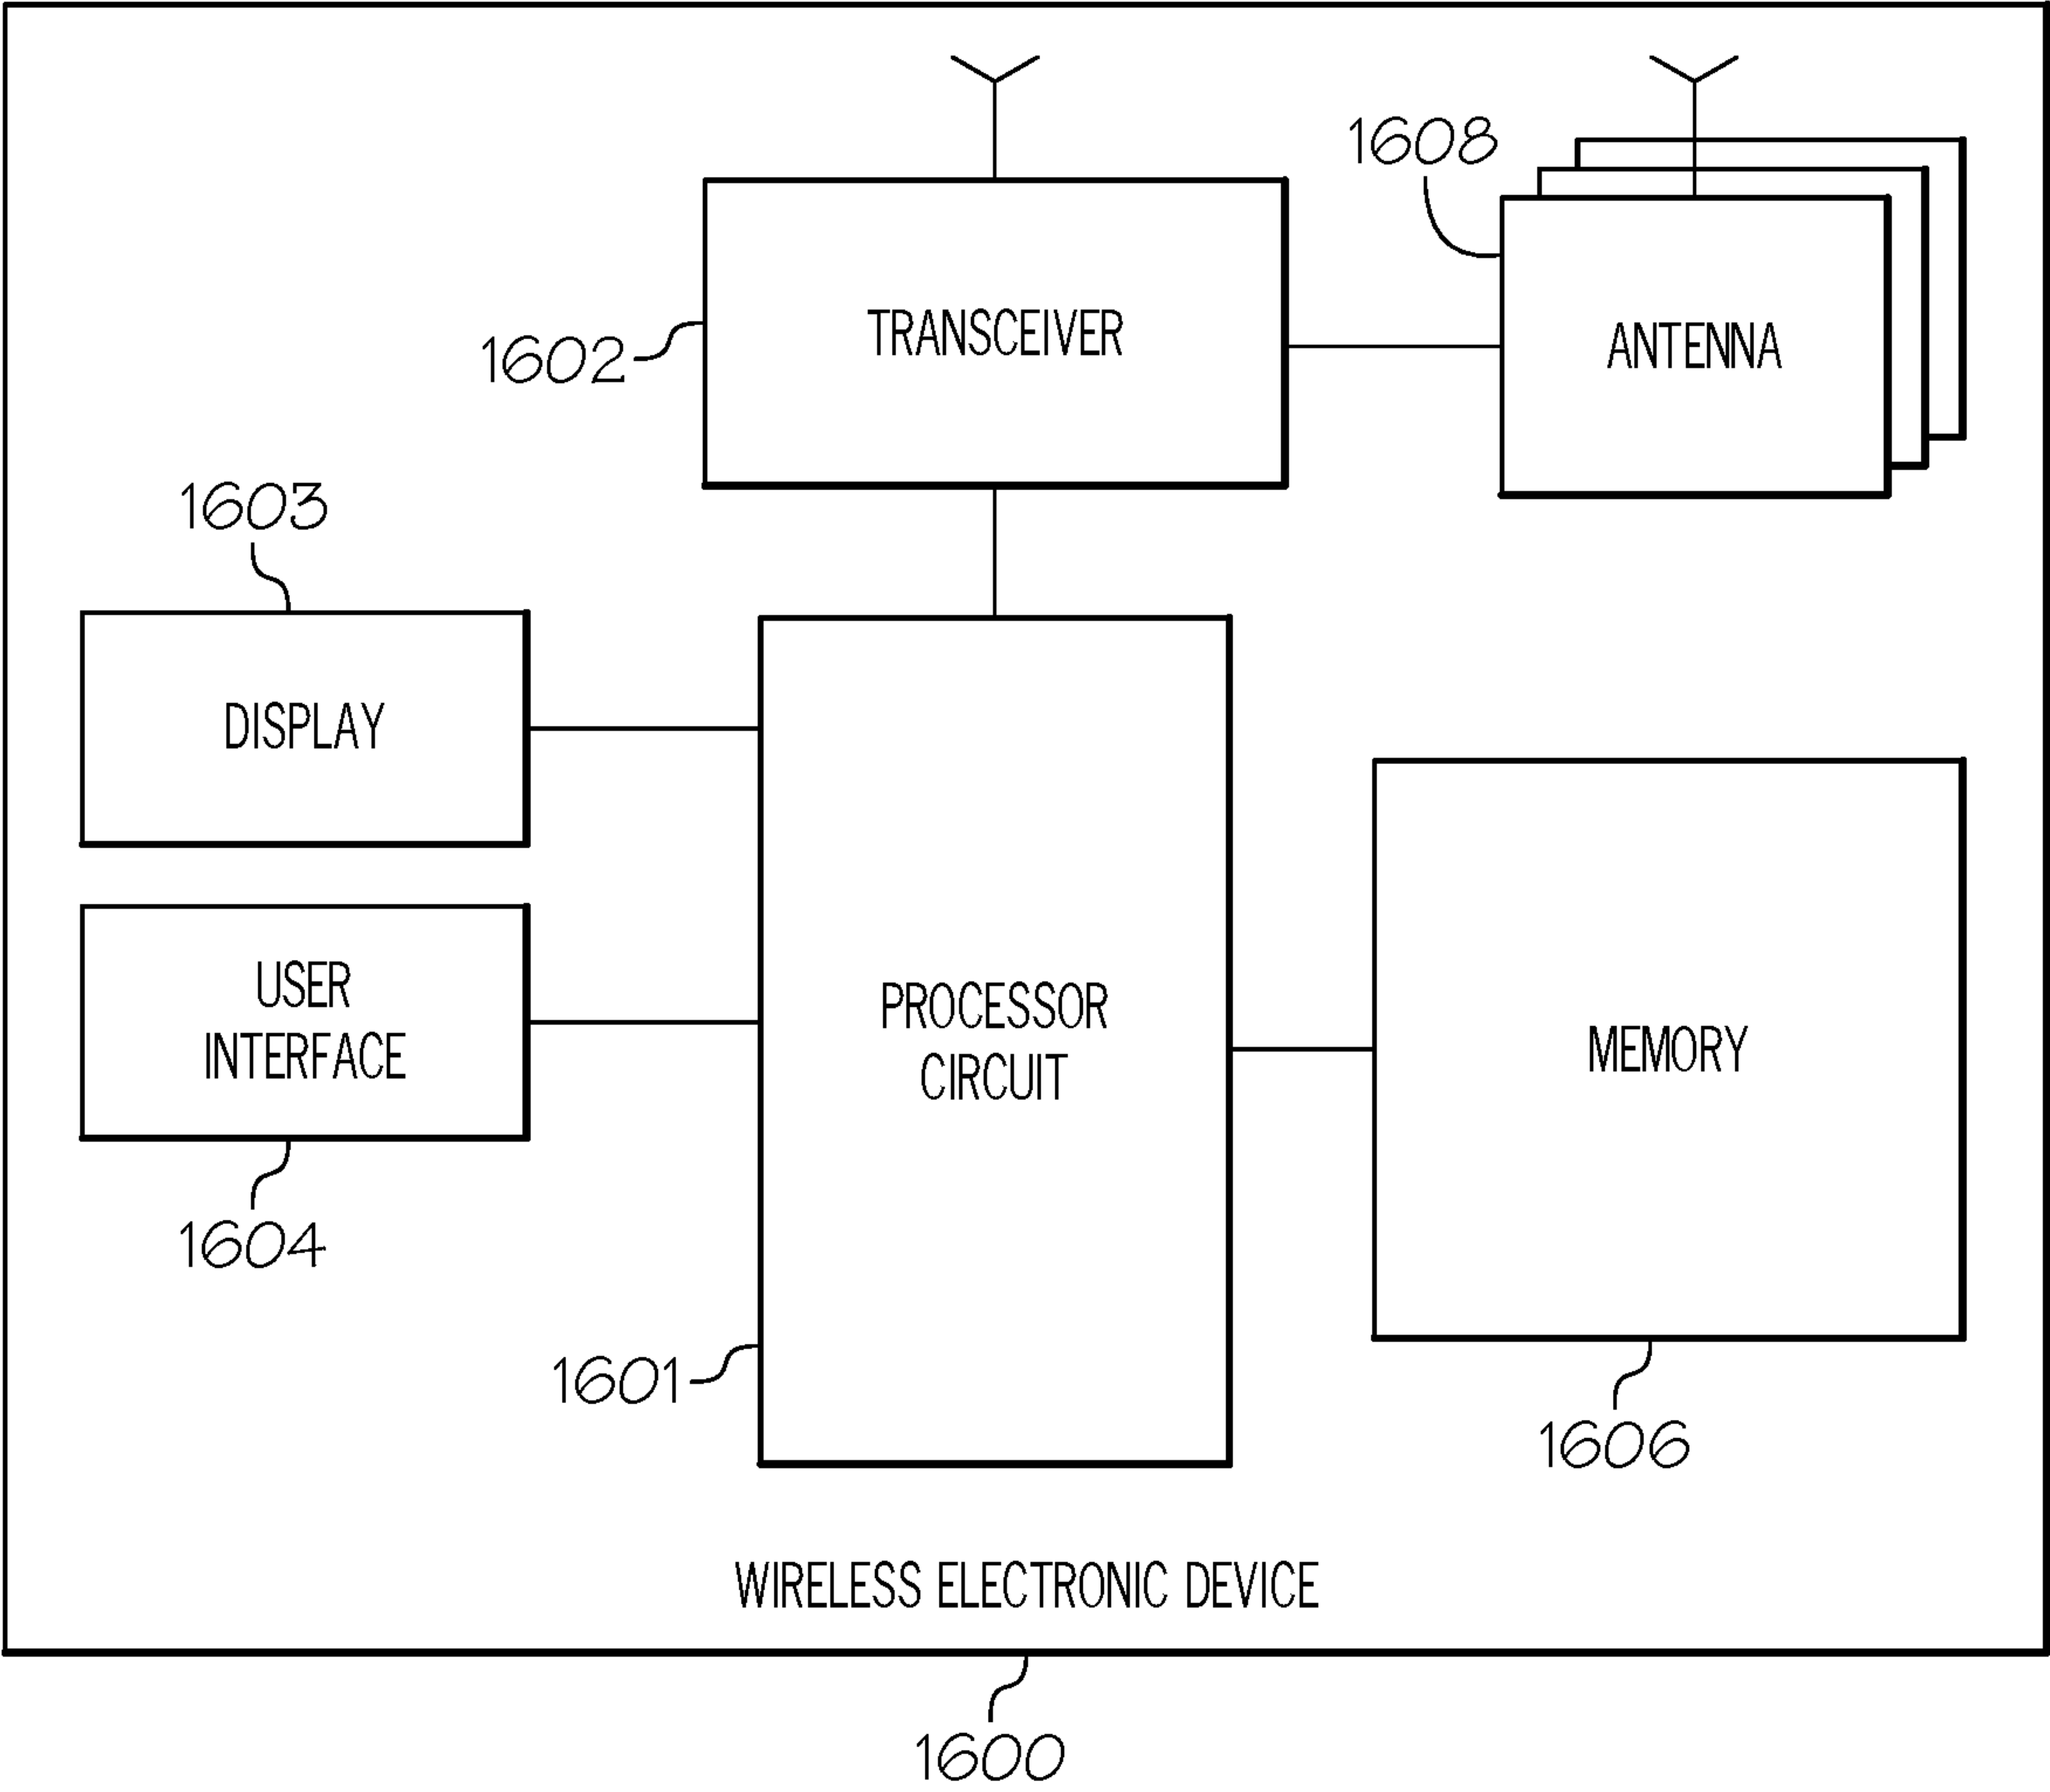 1608
TRANSCEIVER
1602
ANTENNA
1603
DISPLAY
USER
INTERFACE
PROCESSOR
CIRCUIT
MEMORY
1604
1601
1606
WIRELESS ELECTRONIC DEVICE
1600